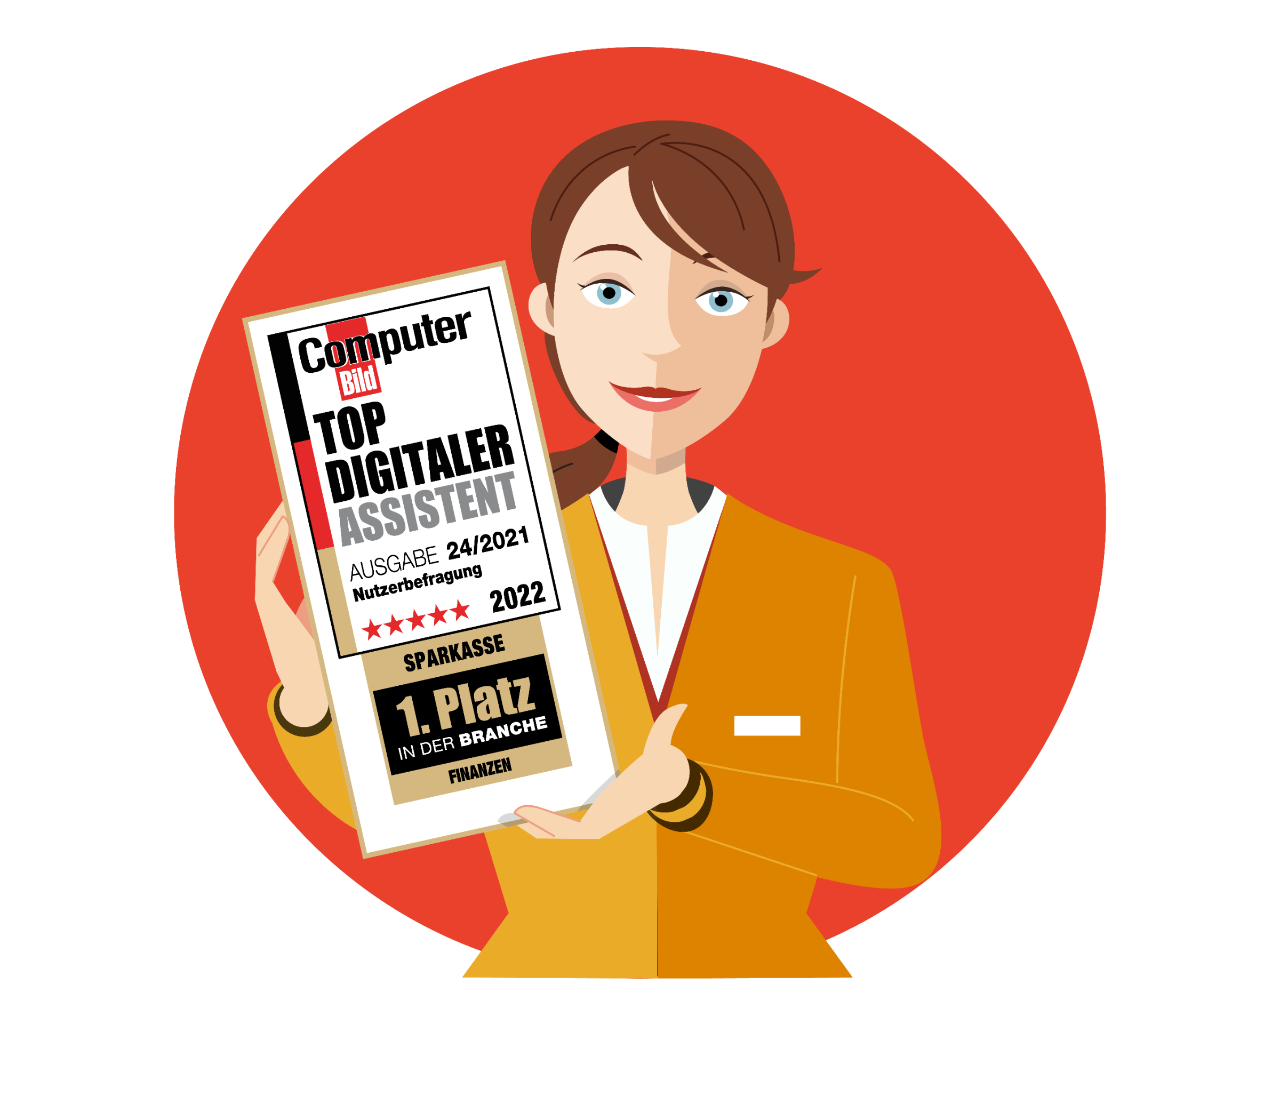 Computer
Bild
TOP
DIGITALER
ASSISTENT
AUSGABE 24/2021
Nutzerbefragung
2022
SPARKASSE
1. Platz
IN DER BRANCHE
FINANZEN